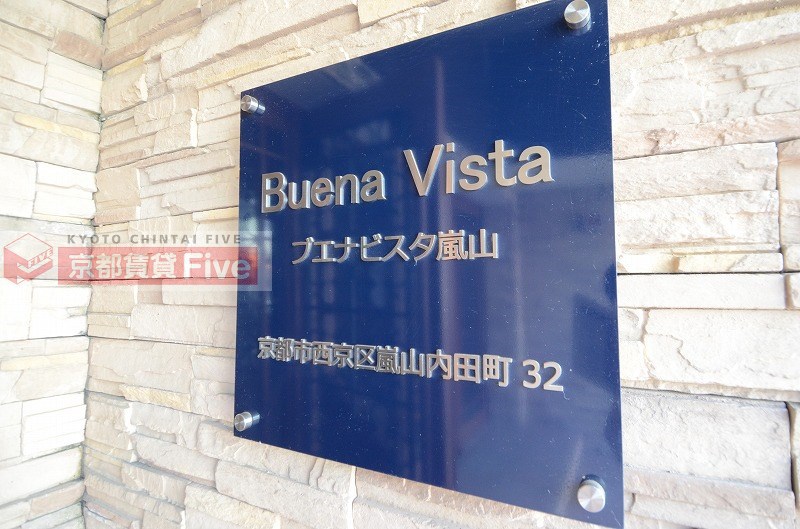 Buena Vista
ブエナビスタ嵐山
京都市西京区嵐山内田町 32
KYOTO CHINTAI FIVE
FIVE
京都賃貸Five